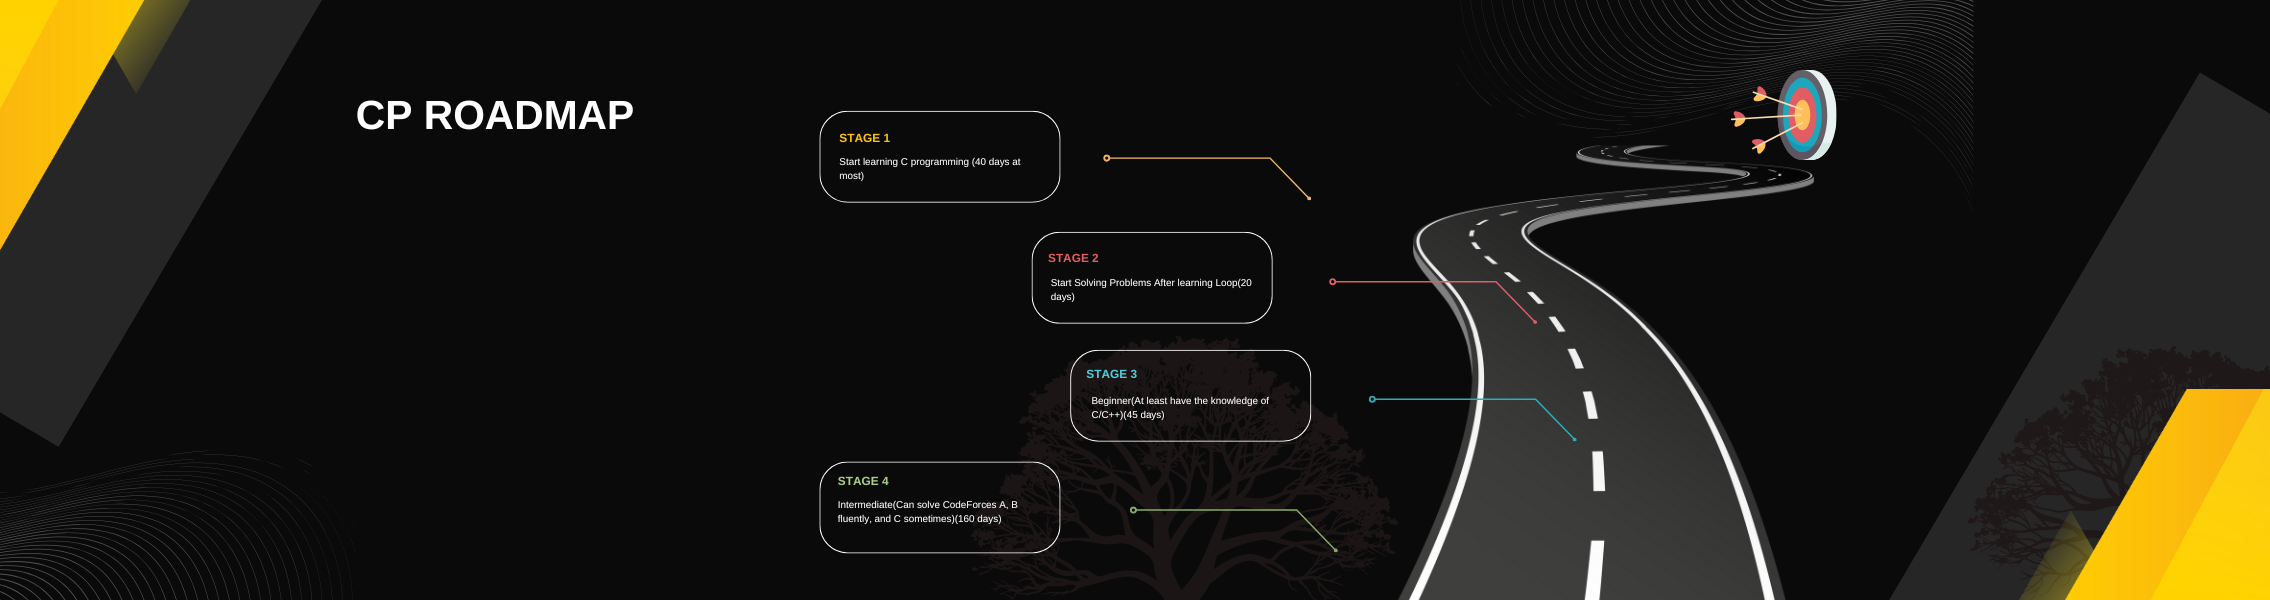 CP ROADMAP
STAGE 1
Start learning C programming (40 days at
most)
STAGE 2
Start Solving Problems After learning Loop(20
days)
STAGE 3
Beginner(At least have the knowledge of
C/C++)(45 days)
STAGE 4
Intermediate(Can solve CodeForces A, B
fluently, and C sometimes)(160 days)